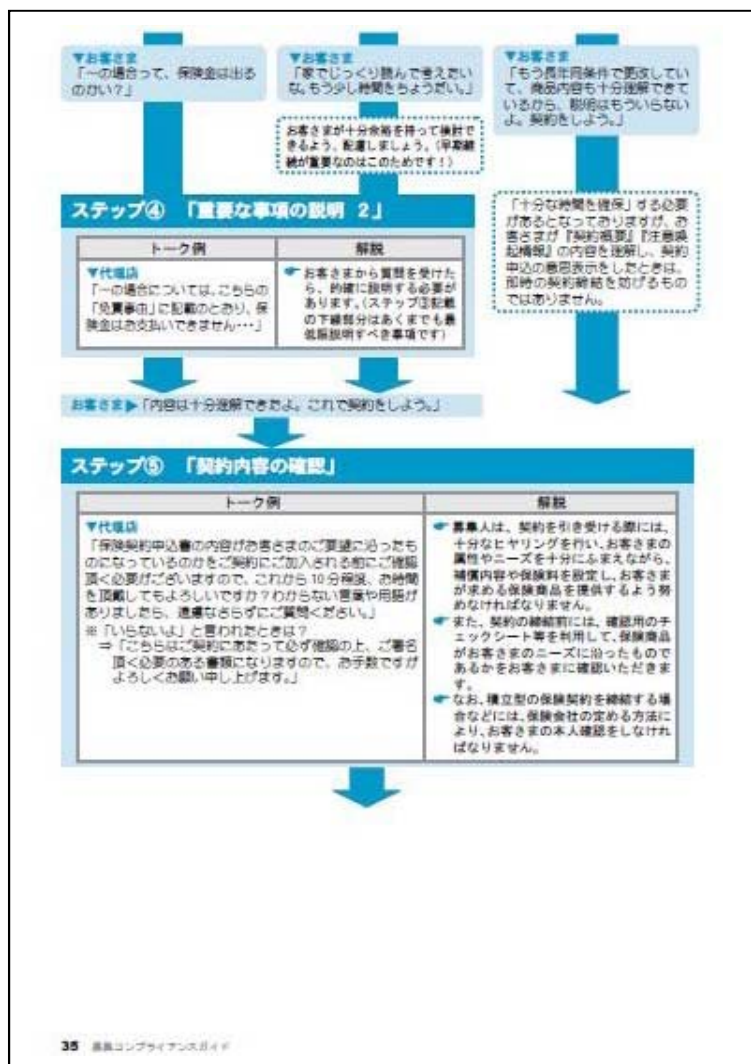 ▼お客さま
「―の場合って、保険金は出る
のかい？」
▼お客さま
「家でじっくり読んで考えたい
な。もう少し時間をちょうだい。」
お客さまが十分余裕を持って検討で
きるよう、配慮しましょう。（早期継
続が重要なのはこのためです！）
▼お客さま
「もう長年同条件で更改してい
て、商品内容も十分理解できて
いるから、説明はもういらない
よ。契約をしよう。」
「十分な時間を確保」する必要
があるとなっておりますが、お
客さまが『契約概要』『注意喚
起情報』の内容を理解し、契約
申込の意思表示をしたときは、
即時の契約締結を妨げるもの
ではありません。
ステップ④ 「重要な事項の説明 2」
トーク例
▼代理店
「―の場合については、こちらの
「免責事由」に記載のとおり、保
険金はお支払いできません・・・」
解説
☛ お客さまから質問を受けた
ら、的確に説明する必要が
あります。（ステップ③記載
の下線部分はあくまでも最
低限説明すべき事項です）
お客さま▶「内容は十分理解できたよ。これで契約をしよう。」
ステップ⑤ 「契約内容の確認」
トーク例
▼代理店
「保険契約申込書の内容がお客さまのご要望に沿ったも
のになっているのかをご契約にご加入される前にご確認
頂く必要がございますので、これから10分程度、お時間
を頂戴してもよろしいですか？わからない言葉や用語が
ありましたら、遠慮なさらずにご質問ください。」
※「いらないよ」と言われたときは？
⇒「こちらはご契約にあたって必ず確認の上、ご署名
頂く必要のある書類になりますので、お手数ですが
よろしくお願い申し上げます。」
解説
☛ 募集人は、契約を引き受ける際には、
十分なヒヤリングを行い、お客さまの
属性やニーズを十分にふまえながら、
補償内容や保険料を設定し、お客さま
が求める保険商品を提供するよう努
めなければなりません。
☛ また、契約の締結前には、確認用のチ
ェックシート等を利用して、保険商品
がお客さまのニーズに沿ったもので
あるかをお客さまに確認いただきま
す。
☛ なお、積立型の保険契約を締結する場
合などには、保険会社の定める方法に
より、お客さまの本人確認をしなけれ
ばなりません。
35 募集コンプライアンスガイド